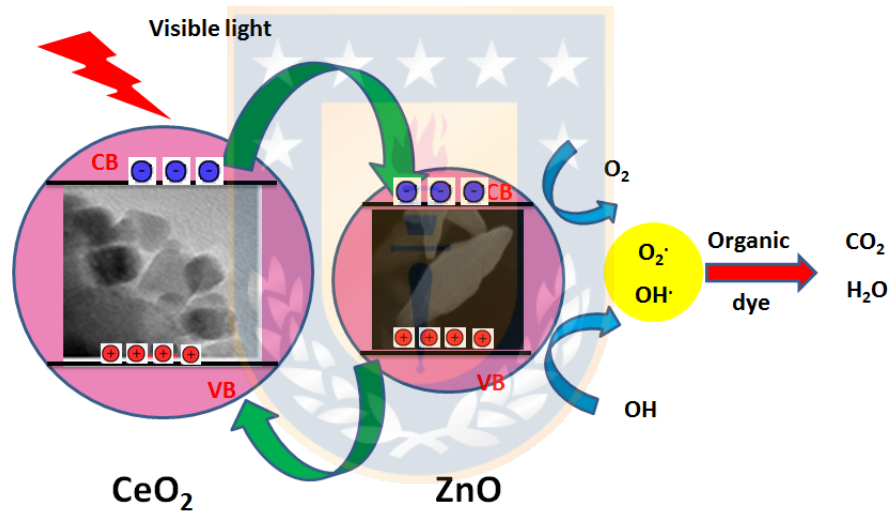 Visible light
CB
- - -
CB
- - -
O₂
O₂·
OH·
Organic
dye
CO₂
H₂O
+ + + +
VB
+ + + +
VB
OH
CeO₂
ZnO